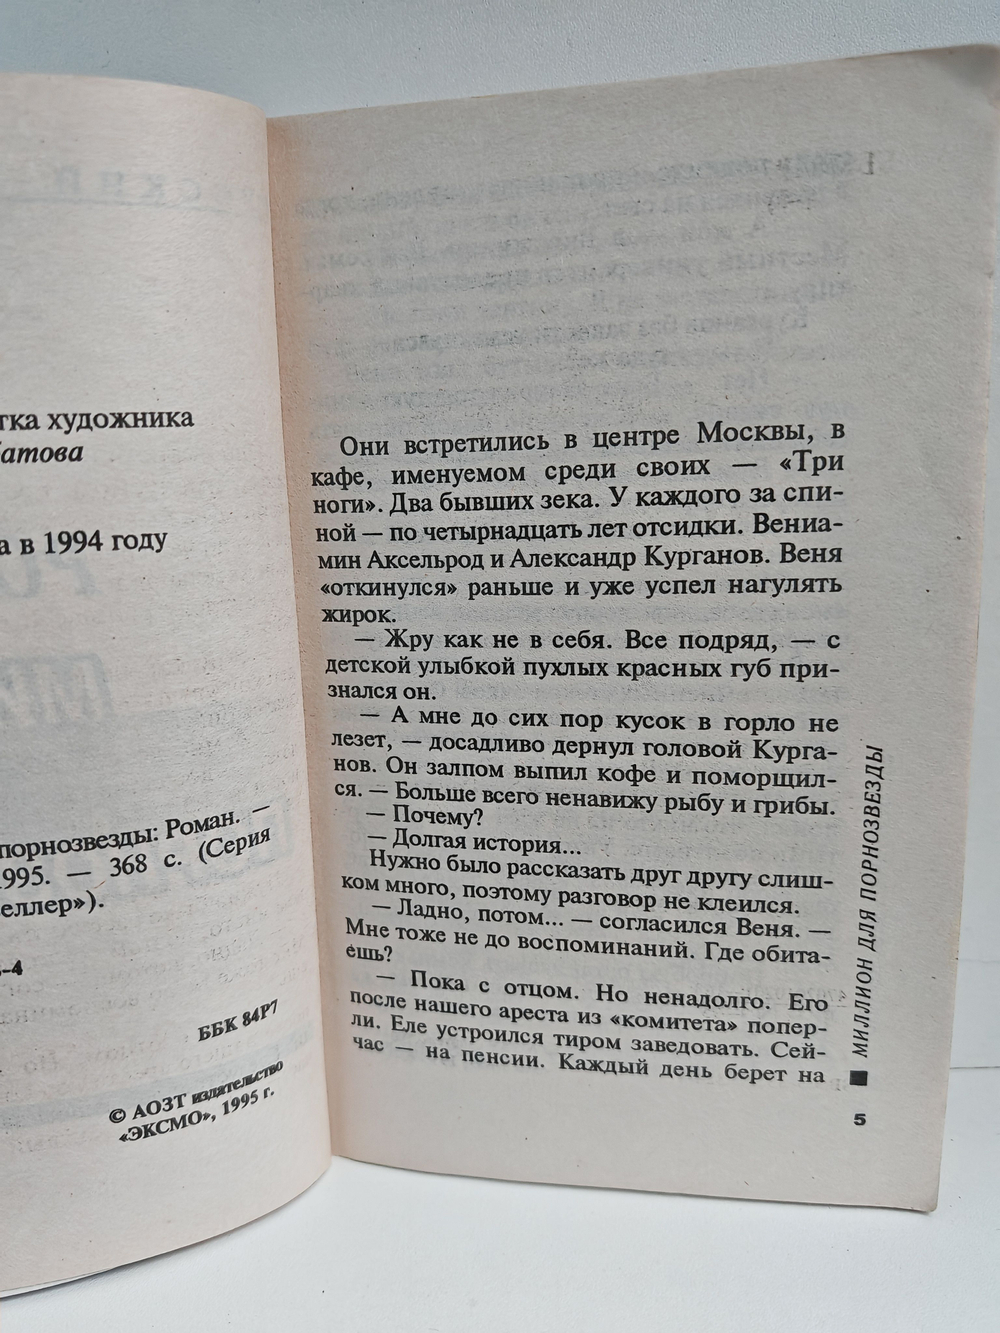 тка художника
атова
а в 1994 году
порнозвезды: Роман. —
995. — 368 с. (Серия
еллер»).
-4
ББК 84Р7
© АОЗТ издательство
«ЭКСМО», 1995 г.
Они встретились в центре Москвы, в
кафе, именуемом среди своих — «Три
ноги». Два бывших зека. У каждого за спи-
ной — по четырнадцать лет отсидки. Вениа-
мин Аксельрод и Александр Курганов. Веня
«откинулся» раньше и уже успел нагулять
жирок.
— Жру как не в себя. Все подряд, — с
детской улыбкой пухлых красных губ при-
знался он.
— А мне до сих пор кусок в горло не
лезет, — досадливо дернул головой Курга-
нов. Он залпом выпил кофе и поморщил-
ся. — Больше всего ненавижу рыбу и грибы.
— Почему?
— Долгая история...
Нужно было рассказать друг другу слиш-
ком много, поэтому разговор не клеился.
— Ладно, потом... — согласился Веня. —
Мне тоже не до воспоминаний. Где обита-
ешь?
— Пока с отцом. Но ненадолго. Его
после нашего ареста из «комитета» попер-
ли. Еле устроился тиром заведовать. Сей-
час — на пенсии. Каждый день берет на
МИЛЛИОН ДЛЯ ПОРНОЗВЕЗДЫ
5